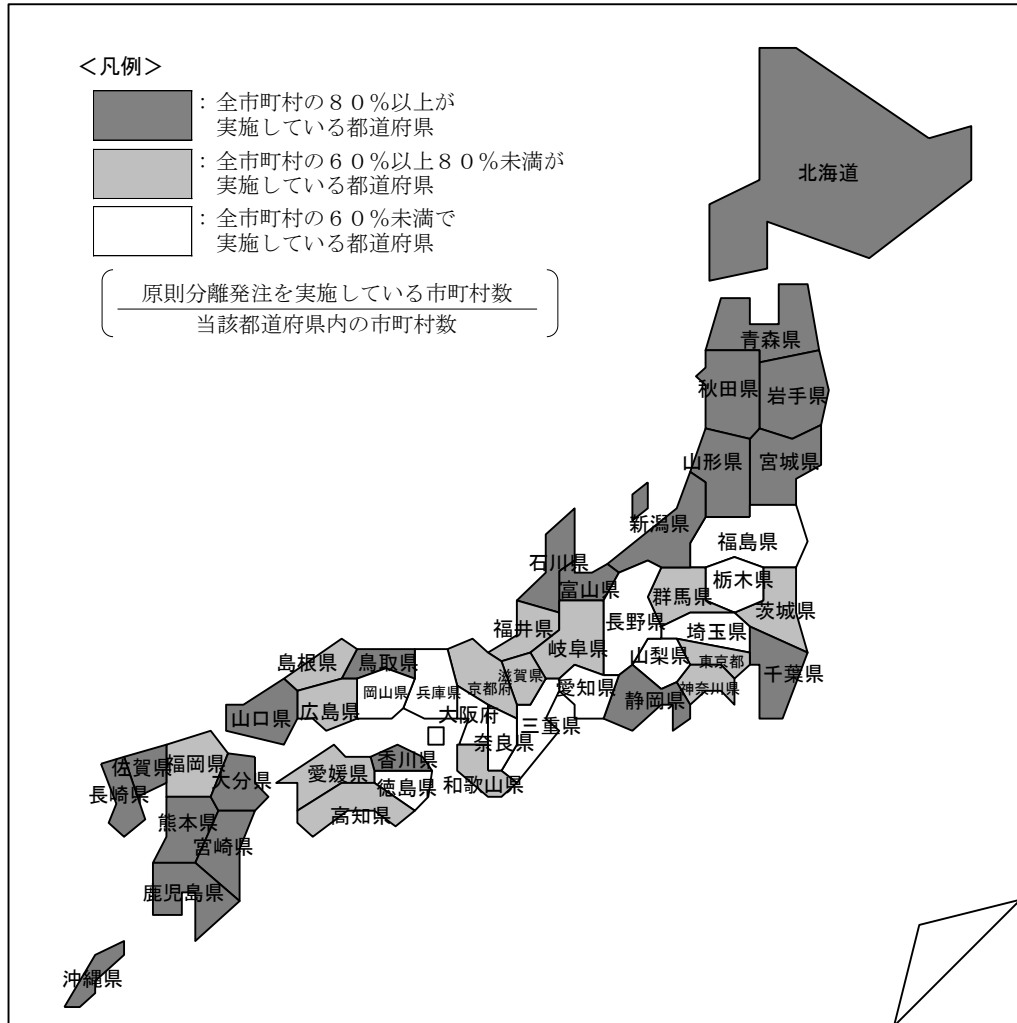 ＜凡例＞
：全市町村の８０％以上が
実施している都道府県
：全市町村の６０％以上８０％未満が
実施している都道府県
：全市町村の６０％未満で
実施している都道府県
原則分離発注を実施している市町村数
当該都道府県内の市町村数
北海道
青森県
秋田県
岩手県
山形県
宮城県
新潟県
福島県
石川県
富山県
栃木県
群馬県
茨城県
福井県
長野県
埼玉県
岐阜県
山梨県
東京都
島根県
鳥取県
滋賀県
千葉県
京都府
愛知県
神奈川県
岡山県
兵庫県
静岡県
山口県
広島県
大阪府
三重県
奈良県
佐賀県
福岡県
香川県
大分県
愛媛県
徳島県
和歌山県
長崎県
高知県
熊本県
宮崎県
鹿児島県
沖縄県